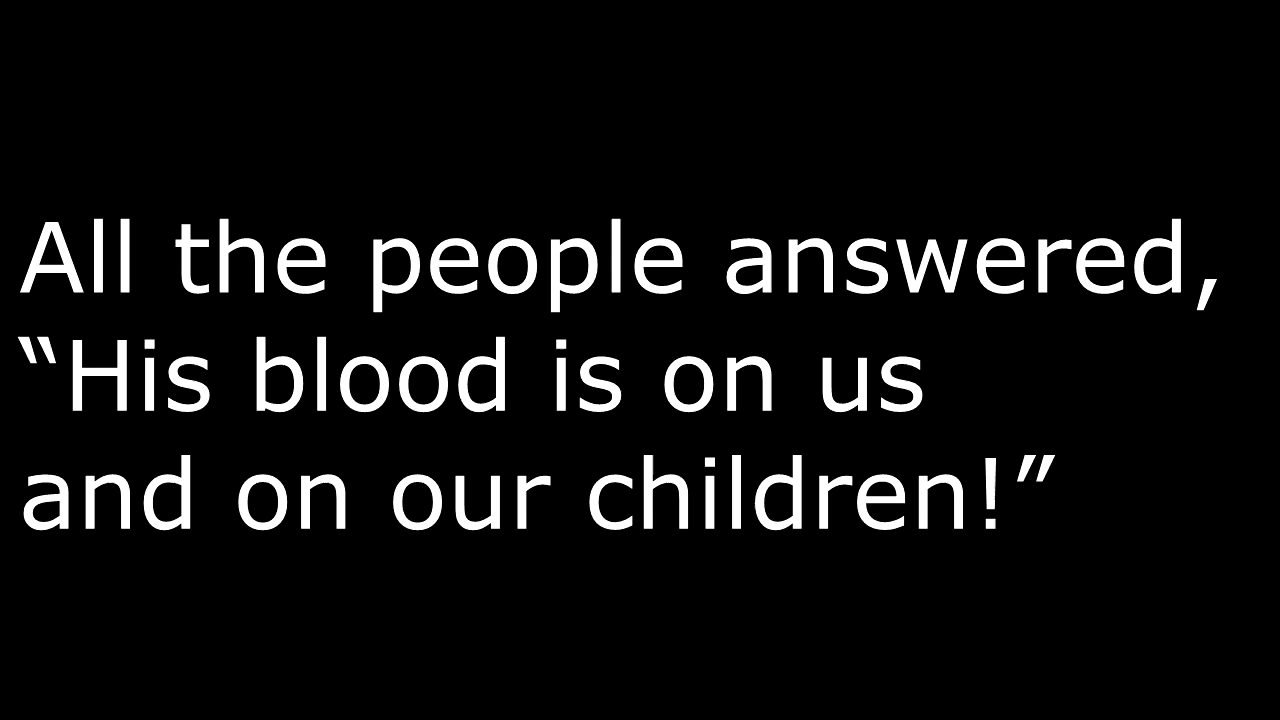 All the people answered,
“His blood is on us
and on our children!”